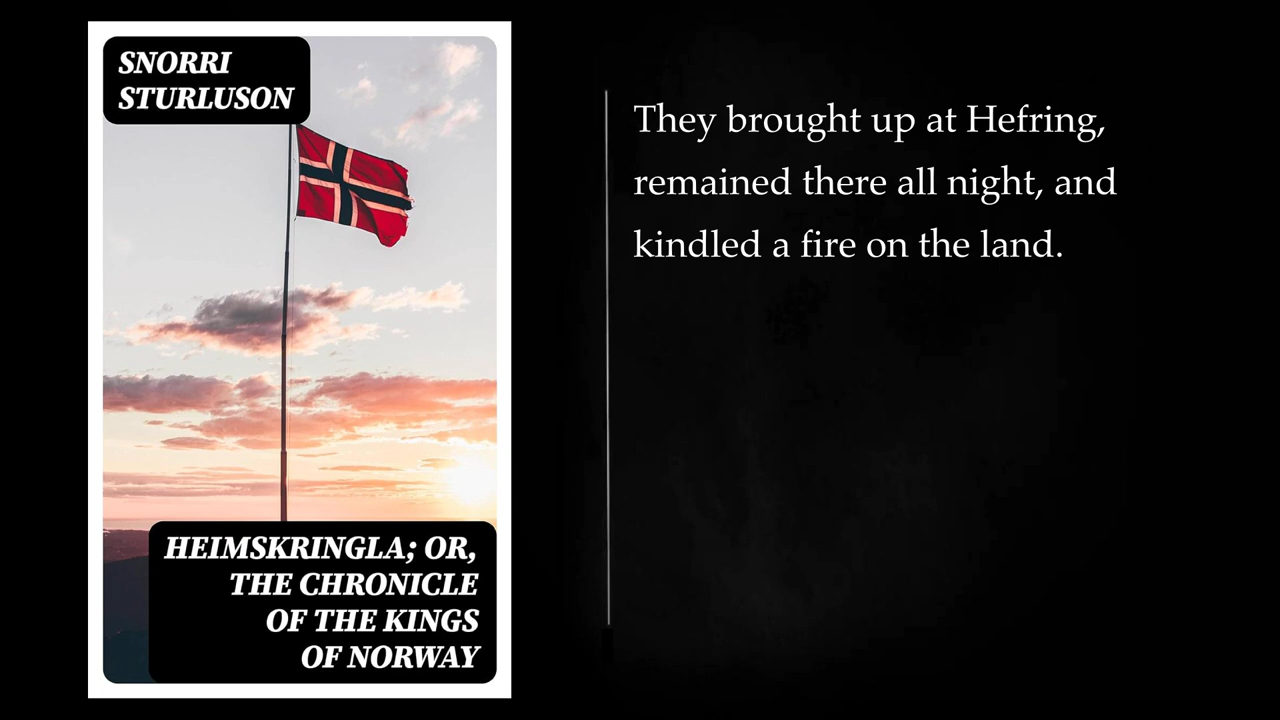 SNORRI
STURLUSON
HEIMSKRINGLA; OR,
THE CHRONICLE
OF THE KINGS
OF NORWAY
They brought up at Hefring,
remained there all night, and
kindled a fire on the land.